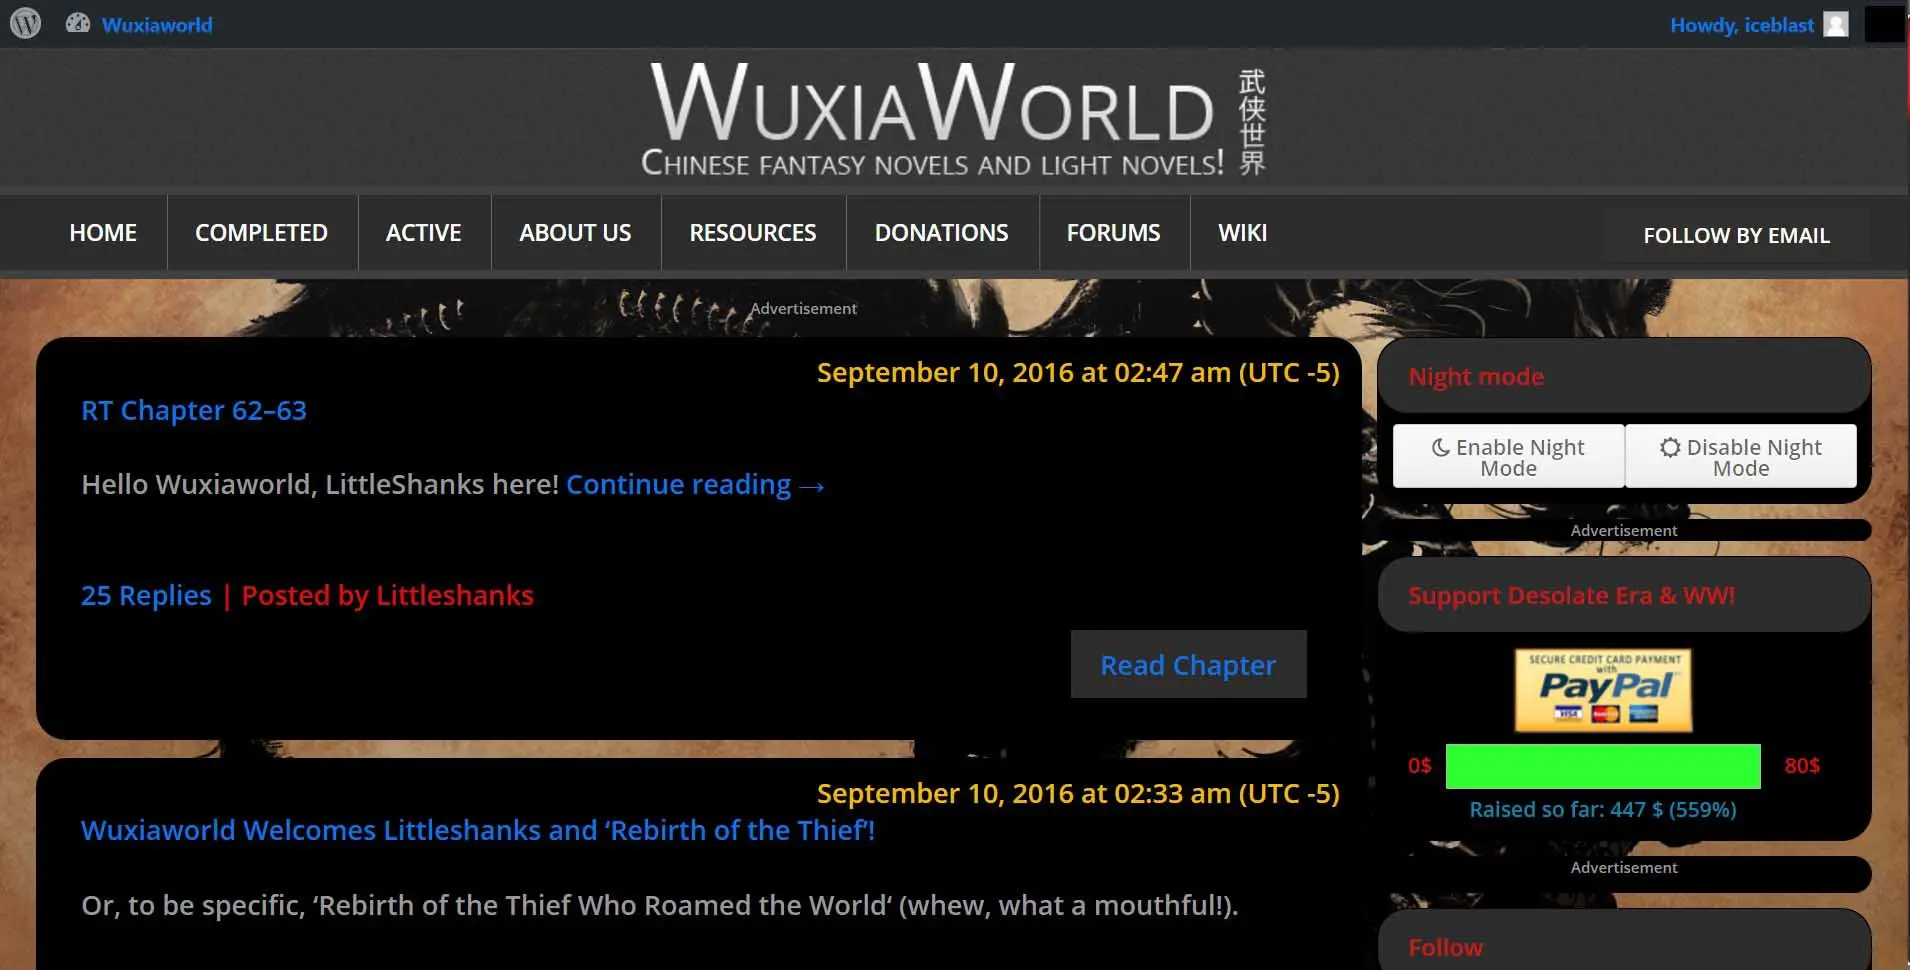 Wuxiaworld
Howdy, iceblast
WUXIAWORLD
CHINESE FANTASY NOVELS AND LIGHT NOVELS!
武侠世界
HOME
COMPLETED
ACTIVE
ABOUT US
RESOURCES
DONATIONS
FORUMS
WIKI
FOLLOW BY EMAIL
Advertisement
September 10, 2016 at 02:47 am (UTC -5)
RT Chapter 62–63
Hello Wuxiaworld, LittleShanks here! Continue reading →
25 Replies | Posted by Littleshanks
Read Chapter
September 10, 2016 at 02:33 am (UTC -5)
Wuxiaworld Welcomes Littleshanks and ‘Rebirth of the Thief’!
Or, to be specific, ‘Rebirth of the Thief Who Roamed the World‘ (whew, what a mouthful!).
Night mode
Enable Night
Mode
Disable Night
Mode
Advertisement
Support Desolate Era & WW!
SECURE CREDIT CARD PAYMENT
with
PayPal
VISA
0$
80$
Raised so far: 447 $ (559%)
Advertisement
Follow